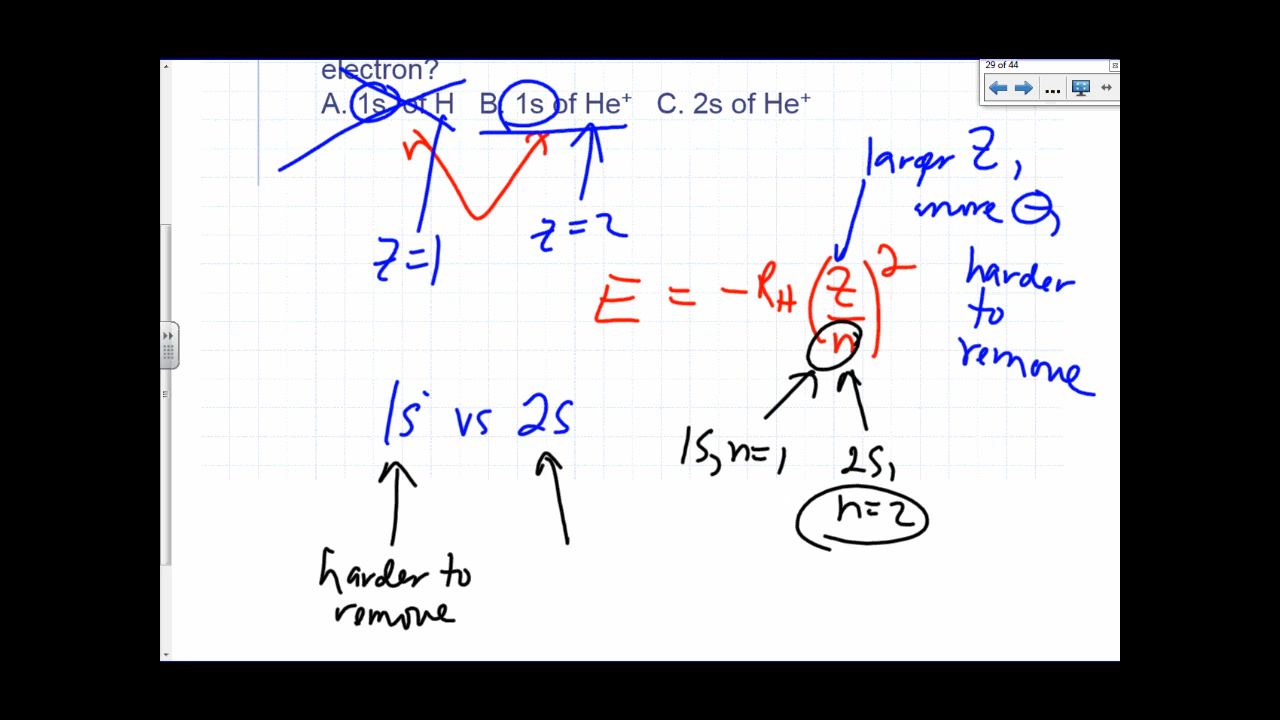 29 of 44
electron?
A. 1s of H B. 1s of He⁺ C. 2s of He⁺
larger Z,
more ⊖,
harder
to
remove
Z=1
Z=2
E = -R_H (Z/n)²
1s vs 2s
1s, n=1
2s,
n=2
harder to
remove